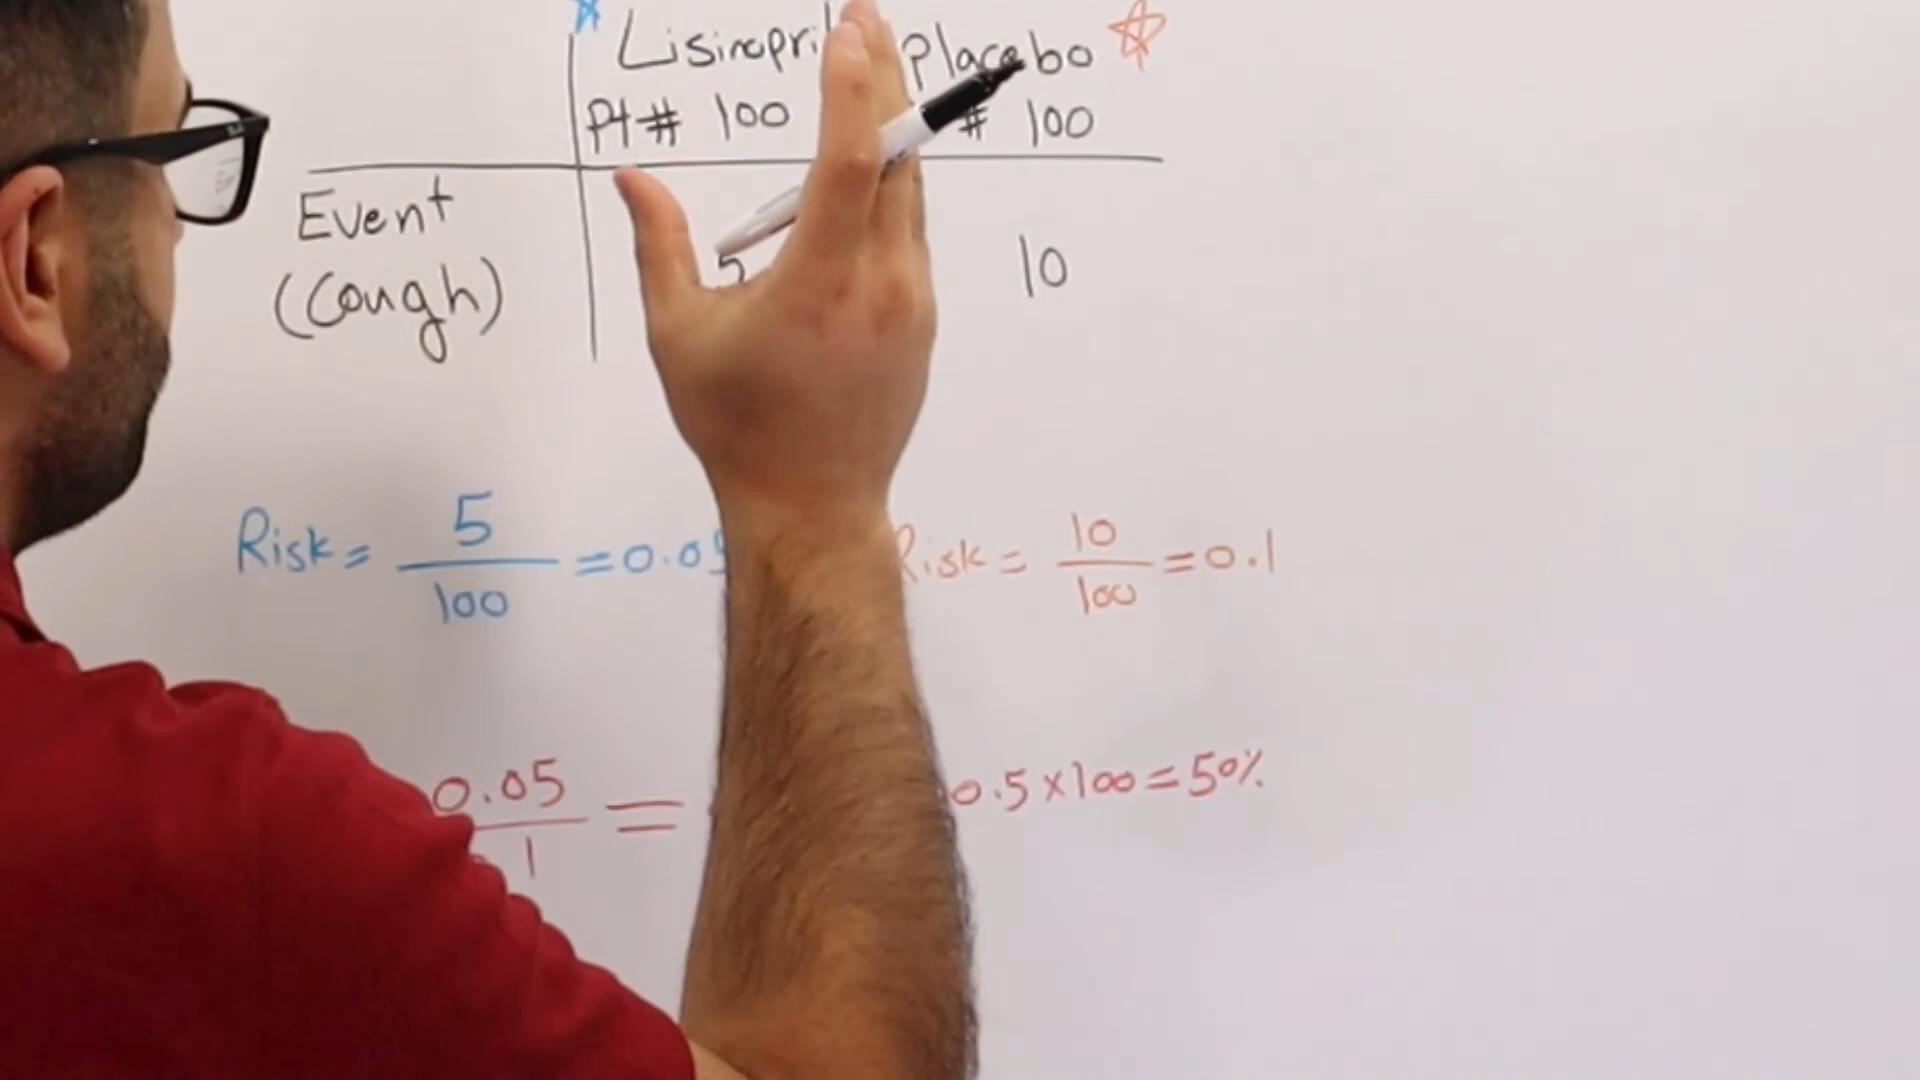 Lisinopril Placebo
Pt# 100 # 100
Event
(Cough)
5 10
Risk = 5/100 = 0.05 Risk = 10/100 = 0.1
0.05/1 = 0.5 x 100 = 50%